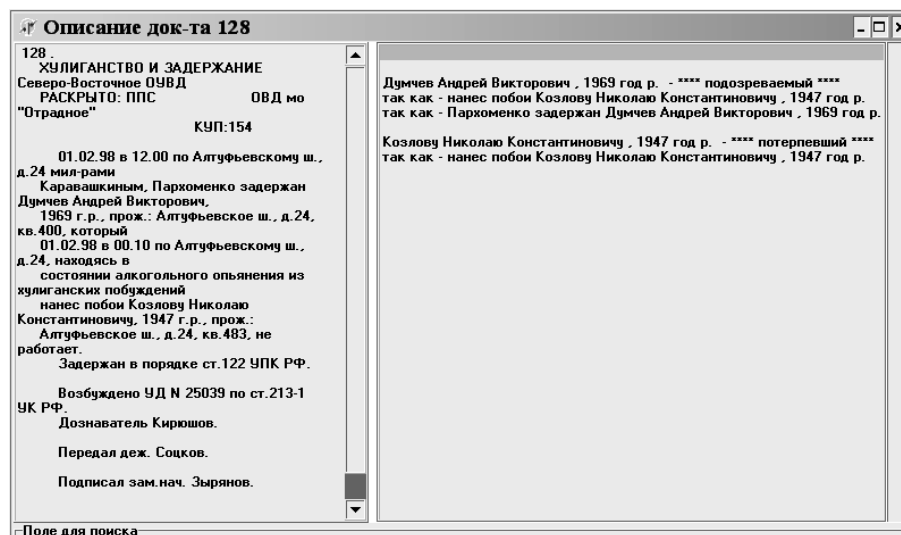 Описание док-та 128
128 .
ХУЛИГАНСТВО И ЗАДЕРЖАНИЕ
Северо-Восточное ОУВД
РАСКРЫТО: ППС ОВД мо
"Отрадное"
КУП:154
01.02.98 в 12.00 по Алтуфьевскому ш.,
д.24 мил-рами
Каравашкиным, Пархоменко задержан
Думчев Андрей Викторович,
1969 г.р., прож.: Алтуфьевское ш., д.24,
кв.400, который
01.02.98 в 00.10 по Алтуфьевскому ш.,
д.24, находясь в
состоянии алкогольного опьянения из
хулиганских побуждений
нанес побои Козлову Николаю
Константиновичу, 1947 г.р., прож.:
Алтуфьевское ш., д.24, кв.483, не
работает.
Задержан в порядке ст.122 УПК РФ.
Возбуждено УД N 25039 по ст.213-1
УК РФ.
Дознаватель Кирюшов.
Передал деж. Соцков.
Подписал зам.нач. Зырянов.
Думчев Андрей Викторович , 1969 год р. - **** подозреваемый ****
так как - нанес побои Козлову Николаю Константиновичу , 1947 год р.
так как - Пархоменко задержан Думчев Андрей Викторович , 1969 год р.
Козлову Николаю Константиновичу , 1947 год р. - **** потерпевший ****
так как - нанес побои Козлову Николаю Константиновичу , 1947 год р.
Поле для поиска